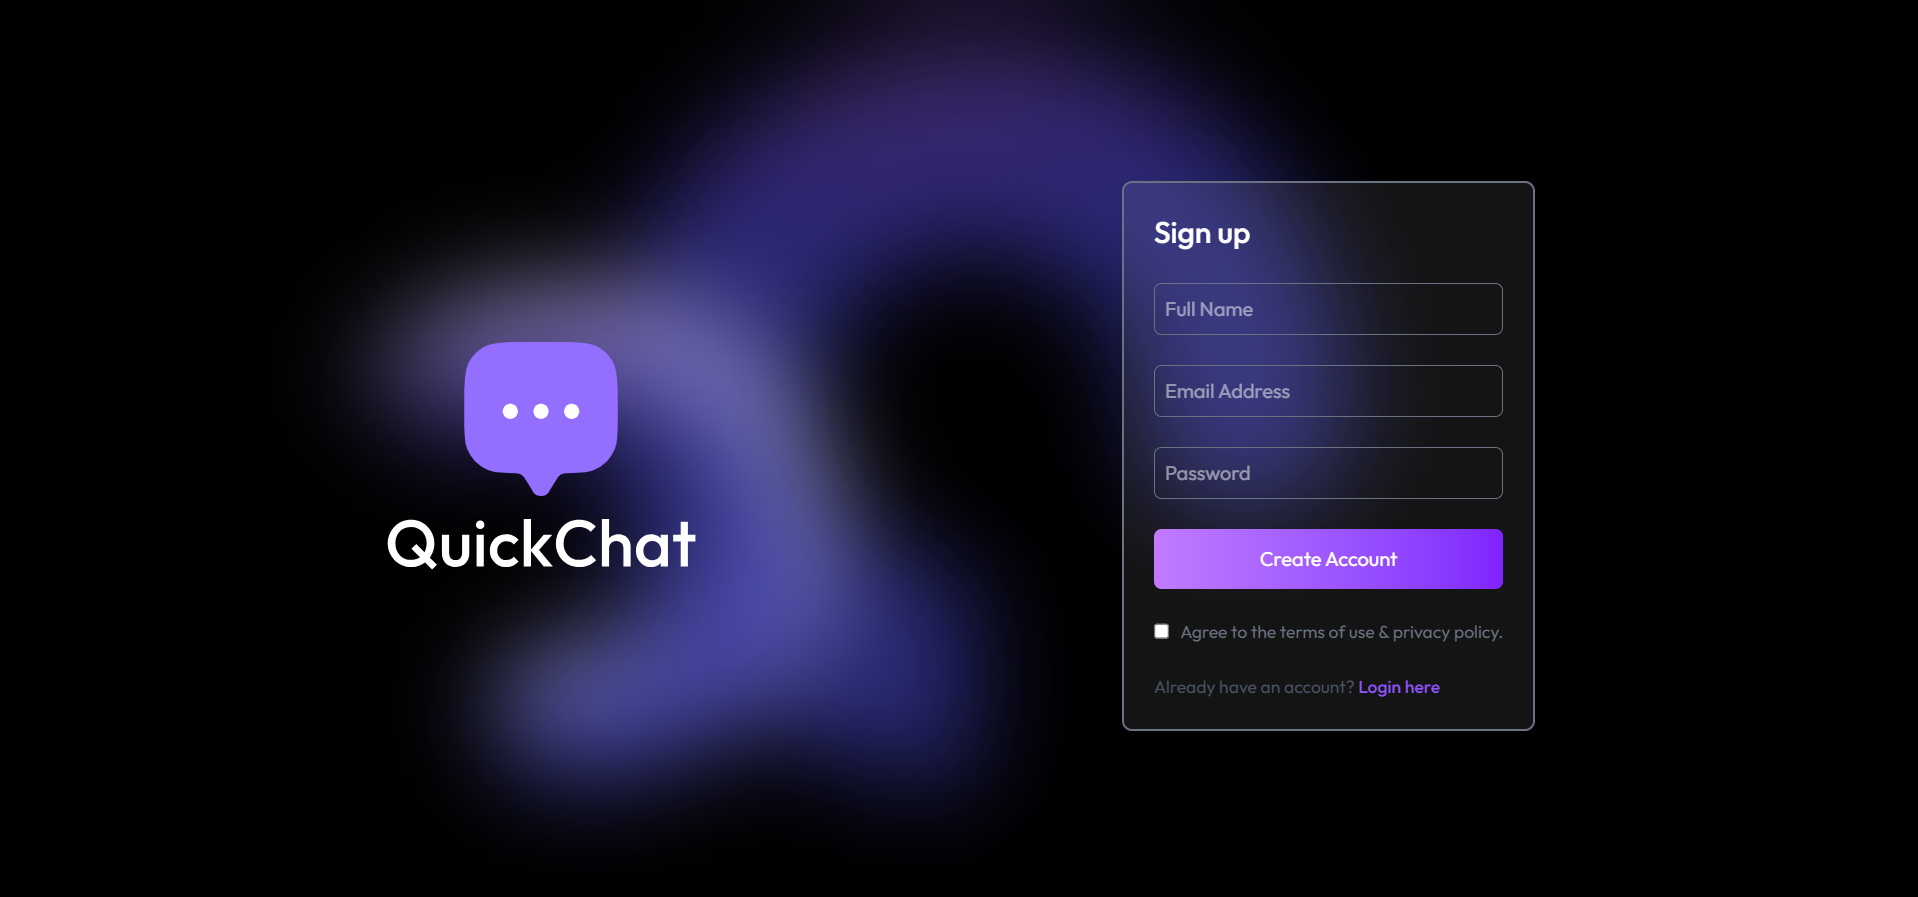 QuickChat
Sign up
Full Name
Email Address
Password
Create Account
Agree to the terms of use & privacy policy.
Already have an account? Login here